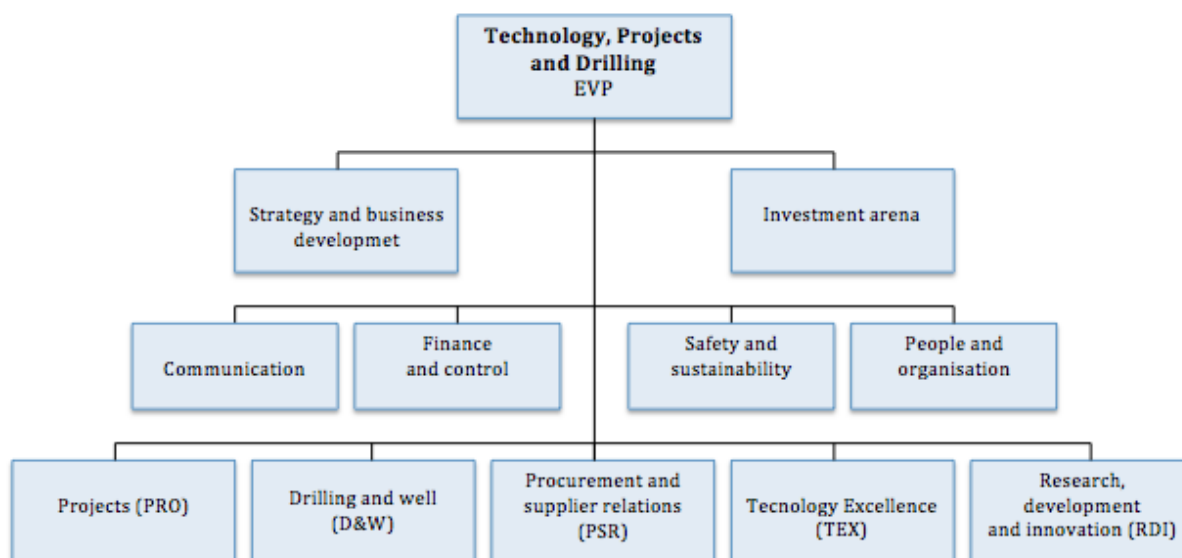 Technology, Projects
and Drilling
EVP
Strategy and business
developmet
Investment arena
Communication
Finance
and control
Safety and
sustainability
People and
organisation
Projects (PRO)
Drilling and well
(D&W)
Procurement and
supplier relations
(PSR)
Tecnology Excellence
(TEX)
Research,
development
and innovation (RDI)